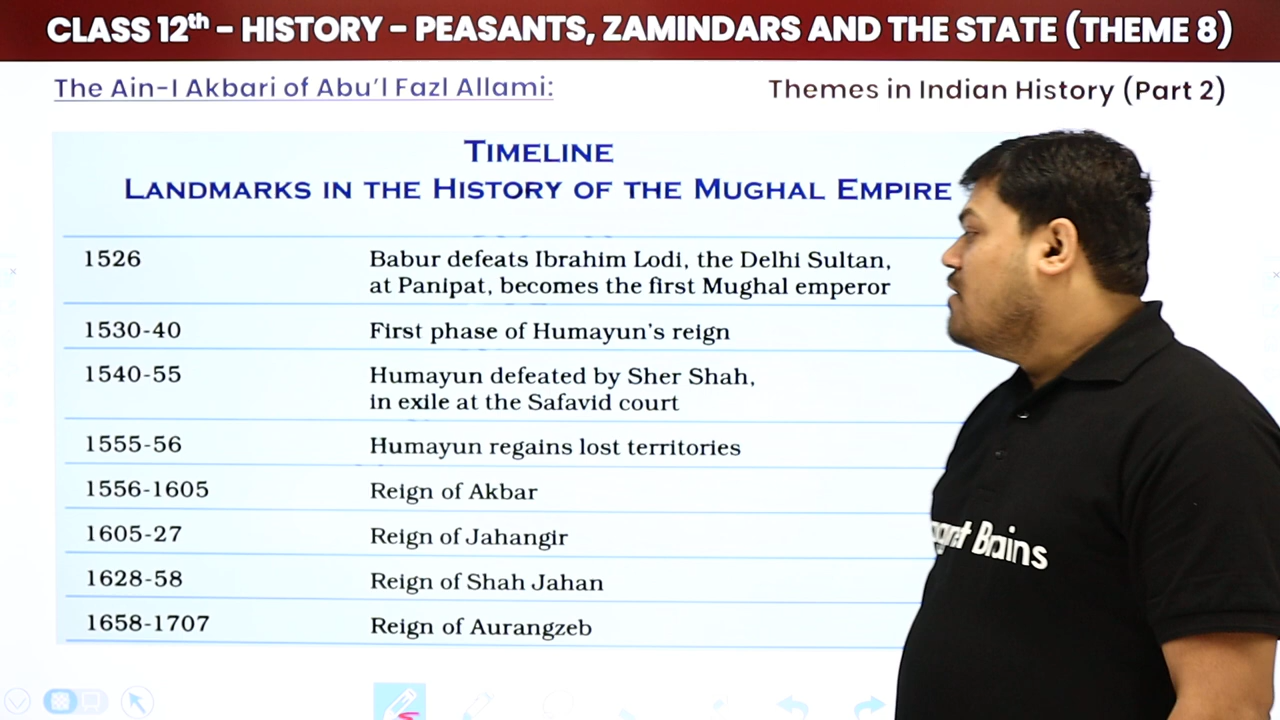 CLASS 12th – HISTORY – PEASANTS, ZAMINDARS AND THE STATE (THEME 8)
The Ain-I Akbari of Abu'l Fazl Allami:
Themes in Indian History (Part 2)
TIMELINE
LANDMARKS IN THE HISTORY OF THE MUGHAL EMPIRE
1526 Babur defeats Ibrahim Lodi, the Delhi Sultan,
at Panipat, becomes the first Mughal emperor
1530-40 First phase of Humayun's reign
1540-55 Humayun defeated by Sher Shah,
in exile at the Safavid court
1555-56 Humayun regains lost territories
1556-1605 Reign of Akbar
1605-27 Reign of Jahangir
1628-58 Reign of Shah Jahan
1658-1707 Reign of Aurangzeb
Brains